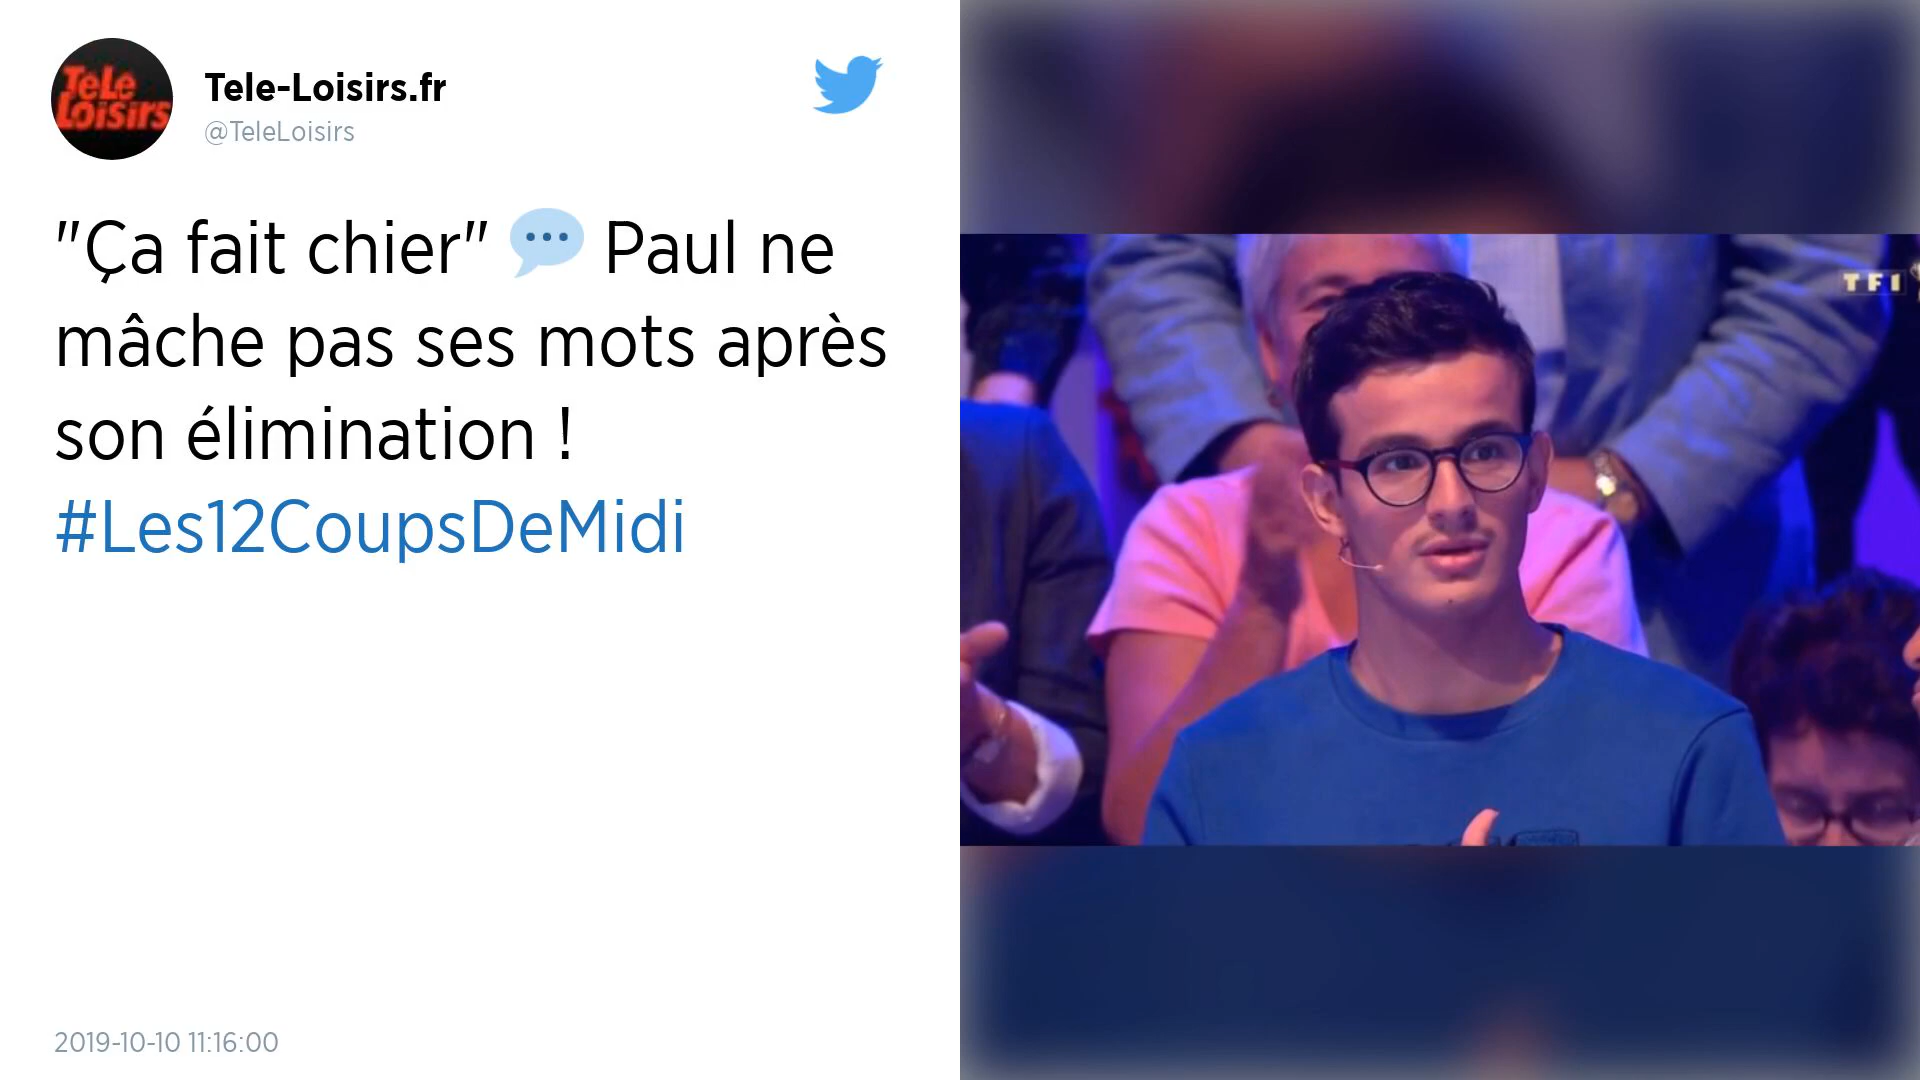 TeLe
LoisiRs
Tele-Loisirs.fr
@TeleLoisirs
"Ça fait chier" 💬 Paul ne
mâche pas ses mots après
son élimination !
#Les12CoupsDeMidi
2019-10-10 11:16:00
TF1